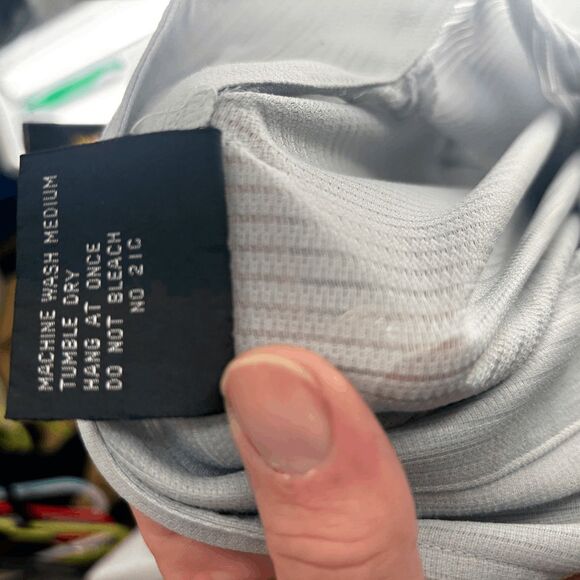 MACHINE WASH MEDIUM
TUMBLE DRY
HANG AT ONCE
DO NOT BLEACH
NO 21C